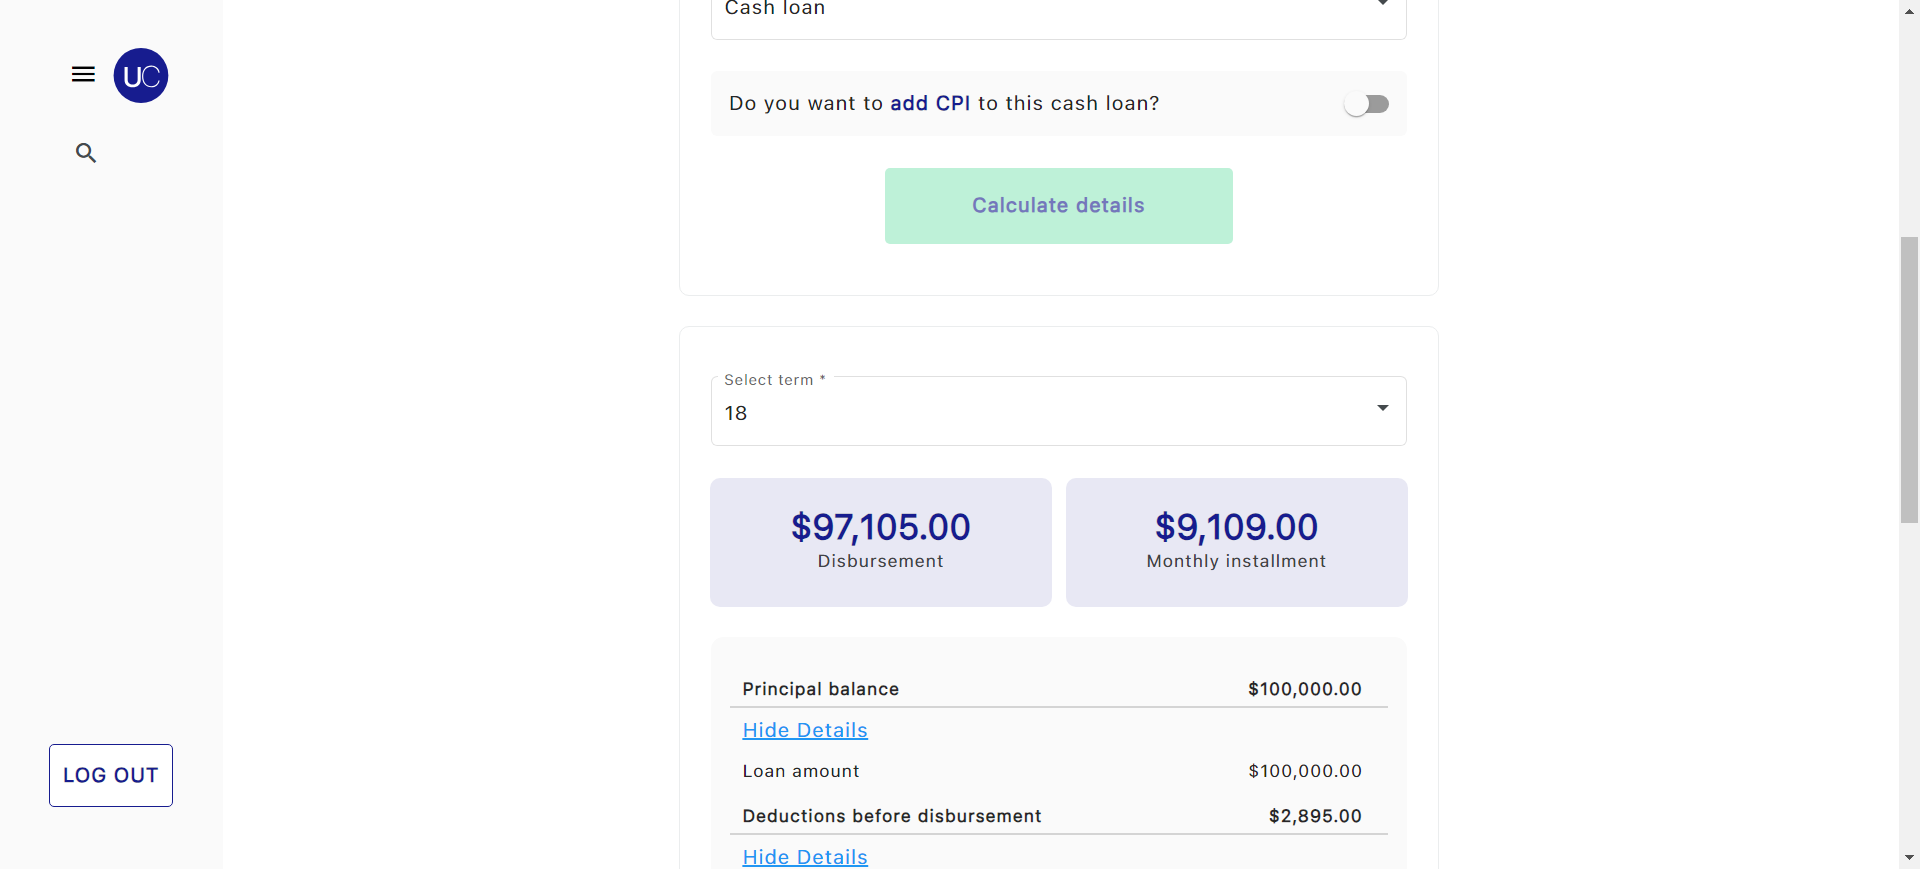 Cash loan
UC
Do you want to add CPI to this cash loan?
Calculate details
Select term *
18
$97,105.00
Disbursement
$9,109.00
Monthly installment
Principal balance $100,000.00
Hide Details
Loan amount $100,000.00
LOG OUT
Deductions before disbursement $2,895.00
Hide Details